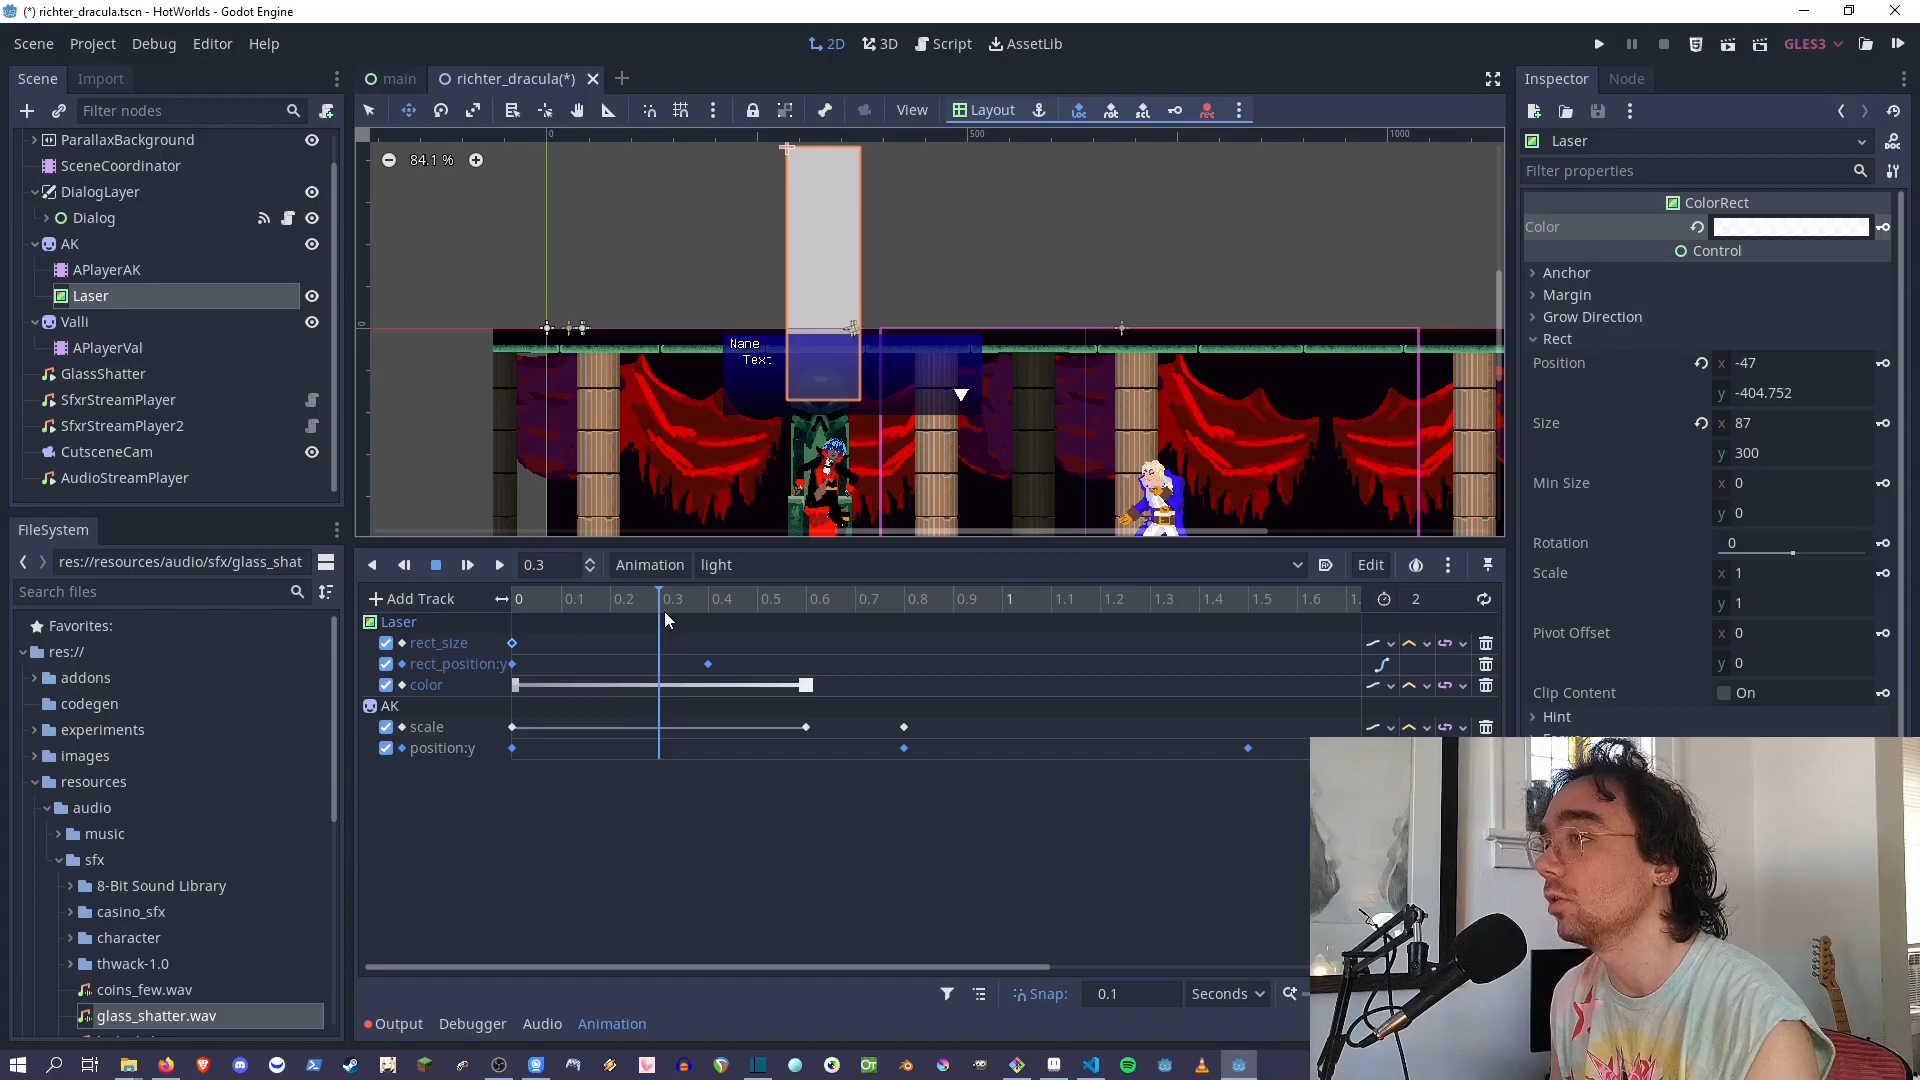 (*) richter_dracula.tscn - HotWorlds - Godot Engine
Scene Project Debug Editor Help
2D 3D Script AssetLib
GLES3
Scene Import
main richter_dracula(*)
Inspector Node
Filter nodes
View Layout
ParallaxBackground
SceneCoordinator
DialogLayer
Dialog
AK
APlayerAK
Laser
Valli
APlayerVal
GlassShatter
SfxrStreamPlayer
SfxrStreamPlayer2
CutsceneCam
AudioStreamPlayer
0 500 1000
84.1 %
0
Name
Text
Laser
Filter properties
ColorRect
Color
Control
Anchor
Margin
Grow Direction
Rect
Position x -47
y -404.752
Size x 87
y 300
Min Size x 0
y 0
Rotation 0
Scale x 1
y 1
Pivot Offset x 0
y 0
Clip Content On
Hint
FileSystem
res://resources/audio/sfx/glass_shat
Search files
Favorites:
res://
addons
codegen
experiments
images
resources
audio
music
sfx
8-Bit Sound Library
casino_sfx
character
thwack-1.0
coins_few.wav
glass_shatter.wav
0.3 Animation light Edit
Add Track 0 0.1 0.2 0.3 0.4 0.5 0.6 0.7 0.8 0.9 1 1.1 1.2 1.3 1.4 1.5 1.6 1. 2
Laser
rect_size
rect_position:y
color
AK
scale
position:y
Snap: 0.1 Seconds
Output Debugger Audio Animation